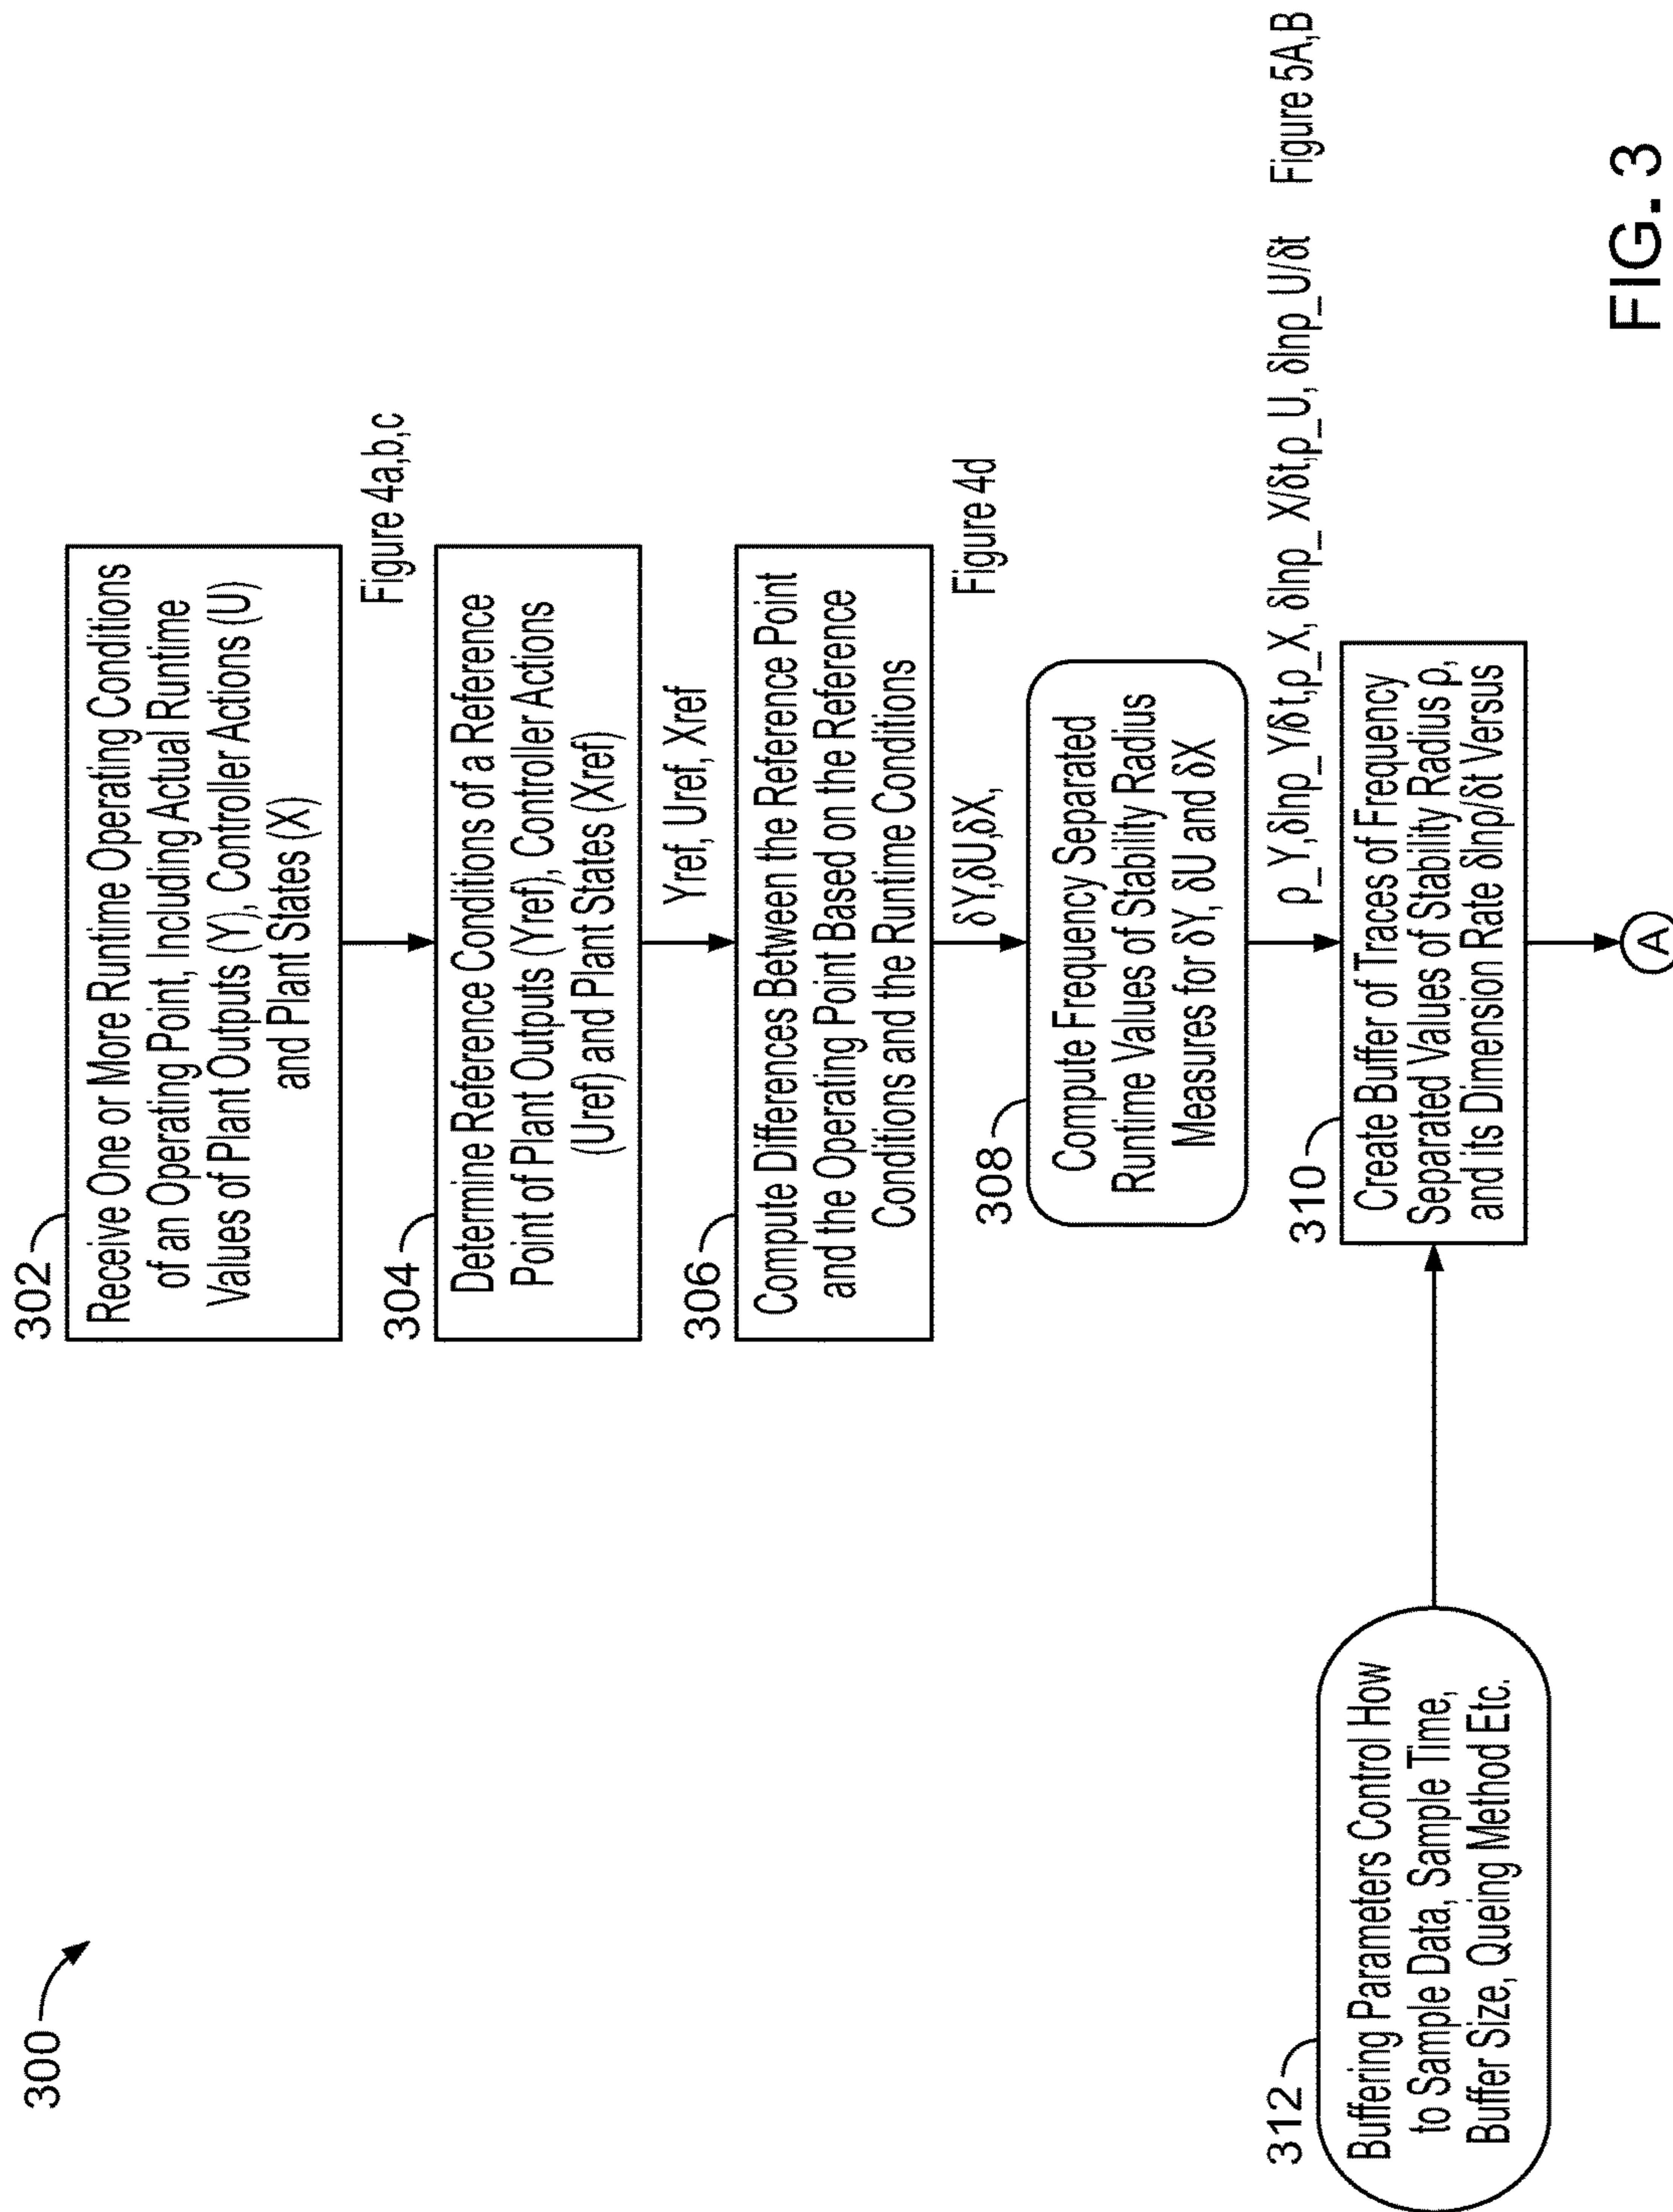 300
302
Receive One or More Runtime Operating Conditions
of an Operating Point, Including Actual Runtime
Values of Plant Outputs (Y), Controller Actions (U)
and Plant States (X)
Figure 4a,b,c
304
Determine Reference Conditions of a Reference
Point of Plant Outputs (Yref), Controller Actions
(Uref) and Plant States (Xref)
Yref, Uref, Xref
306
Compute Differences Between the Reference Point
and the Operating Point Based on the Reference
Conditions and the Runtime Conditions
δY,δU,δX,
Figure 4d
308
Compute Frequency Separated
Runtime Values of Stability Radius
Measures for δY, δU and δX
ρ_Y,δlnρ_Y/δt,ρ_X, δlnρ_X/δt,ρ_U, δlnρ_U/δt
Figure 5A,B
310
Create Buffer of Traces of Frequency
Separated Values of Stability Radius ρ,
and its Dimension Rate δlnρ/δt Versus
312
Buffering Parameters Control How
to Sample Data, Sample Time,
Buffer Size, Queing Method Etc.
A
FIG. 3